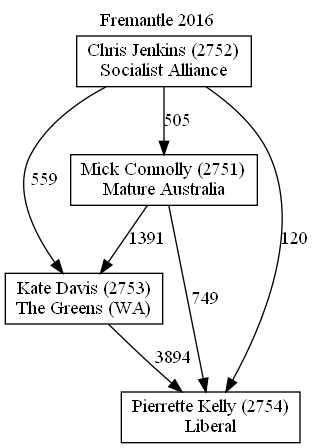 Fremantle 2016
Chris Jenkins (2752)
Socialist Alliance
505
Mick Connolly (2751)
Mature Australia
559
120
1391
Kate Davis (2753)
The Greens (WA)
749
3894
Pierrette Kelly (2754)
Liberal